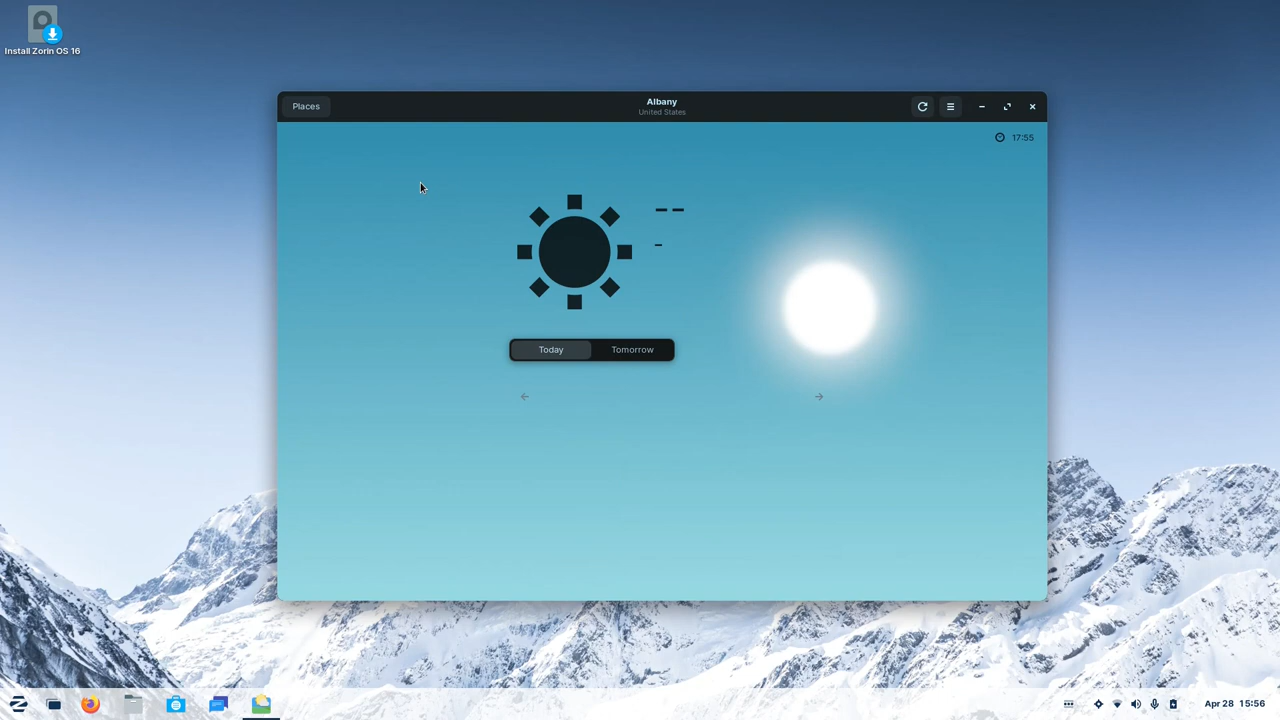 Install Zorin OS 16
Places
Albany
United States
17:55
-- 
-
Today
Tomorrow
Apr 28 15:56